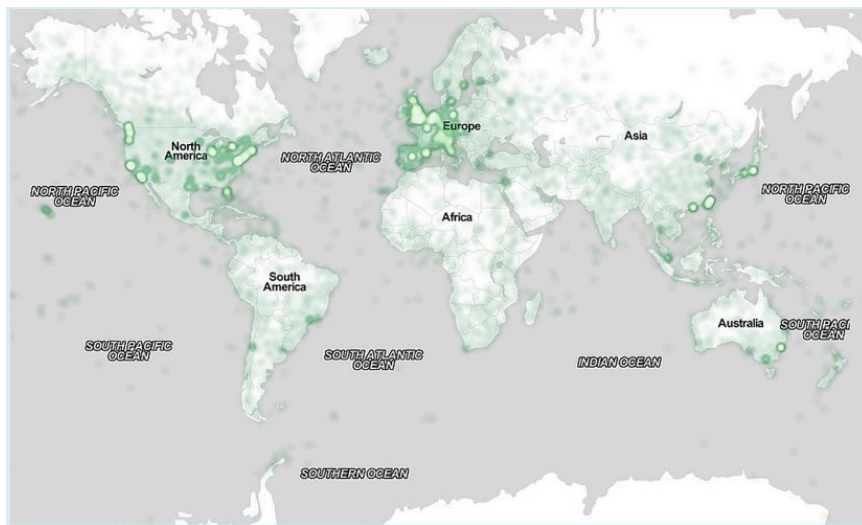 Europe
Asia
North
America
NORTH ATLANTIC
OCEAN
NORTH PACIFIC
OCEAN
NORTH PACIFIC
OCEAN
Africa
South
America
Australia
SOUTH PACI
OCEAN
SOUTH PACIFIC
OCEAN
SOUTH ATLANTIC
OCEAN
INDIAN OCEAN
SOUTHERN OCEAN